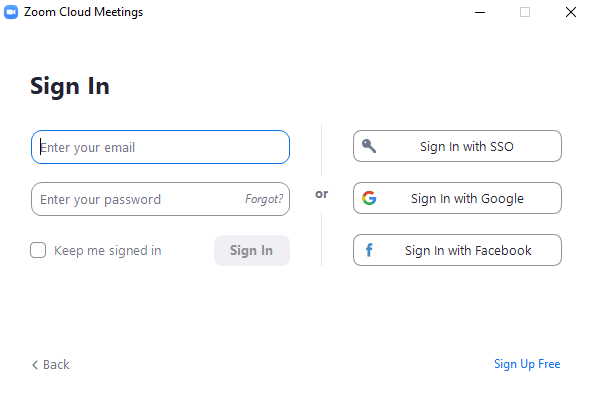 Zoom Cloud Meetings
Sign In
Enter your email
Enter your password
Forgot?
Keep me signed in
Sign In
or
Sign In with SSO
Sign In with Google
Sign In with Facebook
Back
Sign Up Free